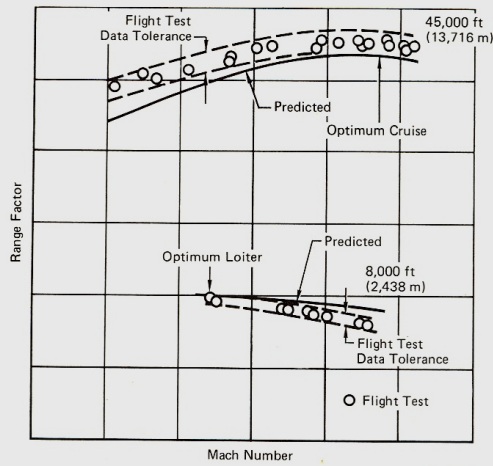 Flight Test
Data Tolerance
45,000 ft
(13,716 m)
Predicted
Optimum Cruise
Range Factor
Predicted
Optimum Loiter
8,000 ft
(2,438 m)
Flight Test
Data Tolerance
Flight Test
Mach Number